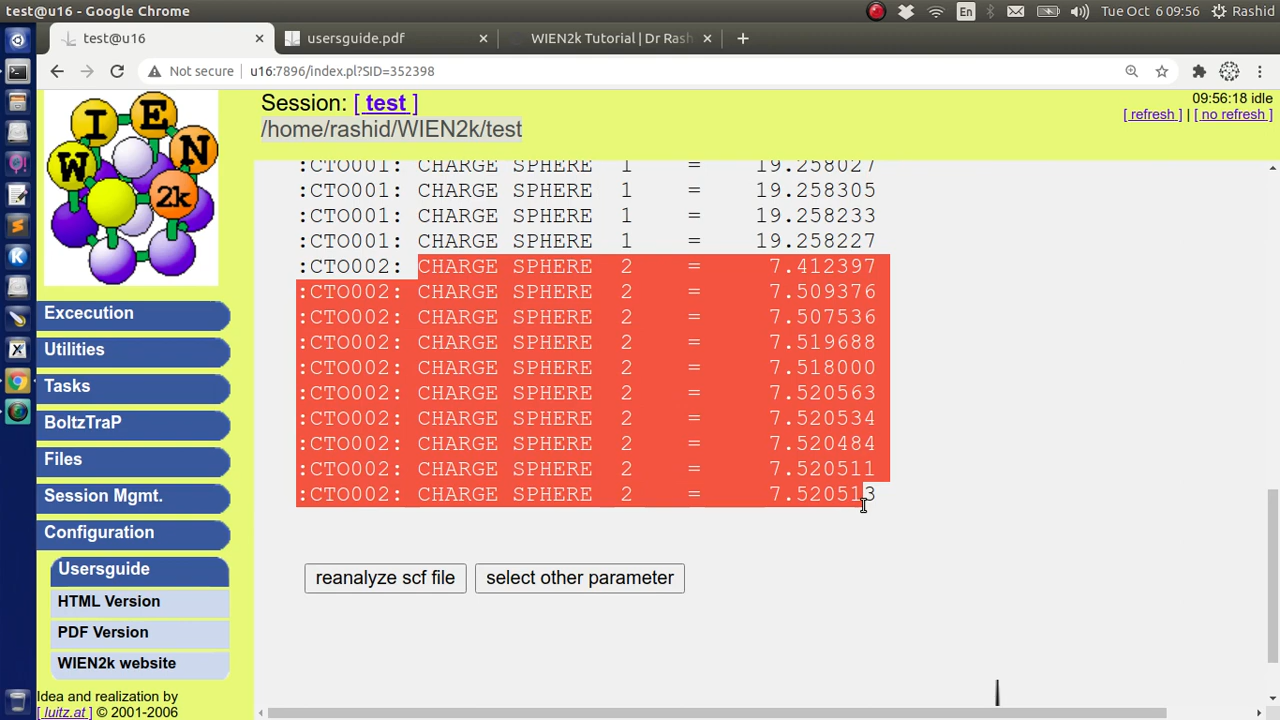 test@u16 - Google Chrome
En
Tue Oct 6 09:56
Rashid
test@u16
usersguide.pdf
WIEN2k Tutorial | Dr Rash
Not secure
u16:7896/index.pl?SID=352398
W I E N 2k
Session: [ test ]
/home/rashid/WIEN2k/test
09:56:18 idle
[ refresh ] | [ no refresh ]
Excecution
Utilities
Tasks
BoltzTraP
Files
Session Mgmt.
Configuration
Usersguide
HTML Version
PDF Version
WIEN2k website
Idea and realization by
[ luitz.at ] © 2001-2006
:CTO001: CHARGE SPHERE 1 = 19.258027
:CTO001: CHARGE SPHERE 1 = 19.258305
:CTO001: CHARGE SPHERE 1 = 19.258233
:CTO001: CHARGE SPHERE 1 = 19.258227
:CTO002: CHARGE SPHERE 2 = 7.412397
:CTO002: CHARGE SPHERE 2 = 7.509376
:CTO002: CHARGE SPHERE 2 = 7.507536
:CTO002: CHARGE SPHERE 2 = 7.519688
:CTO002: CHARGE SPHERE 2 = 7.518000
:CTO002: CHARGE SPHERE 2 = 7.520563
:CTO002: CHARGE SPHERE 2 = 7.520534
:CTO002: CHARGE SPHERE 2 = 7.520484
:CTO002: CHARGE SPHERE 2 = 7.520511
:CTO002: CHARGE SPHERE 2 = 7.520513
reanalyze scf file
select other parameter